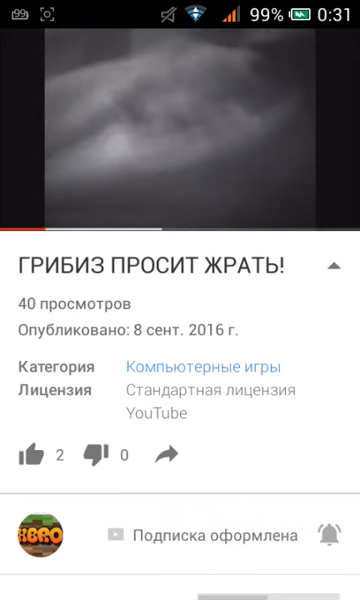 99 99% 0:31
ГРИБИЗ ПРОСИТ ЖРАТЬ!
40 просмотров
Опубликовано: 8 сент. 2016 г.
Категория Компьютерные игры
Лицензия Стандартная лицензия
YouTube
2 0
Подписка оформлена